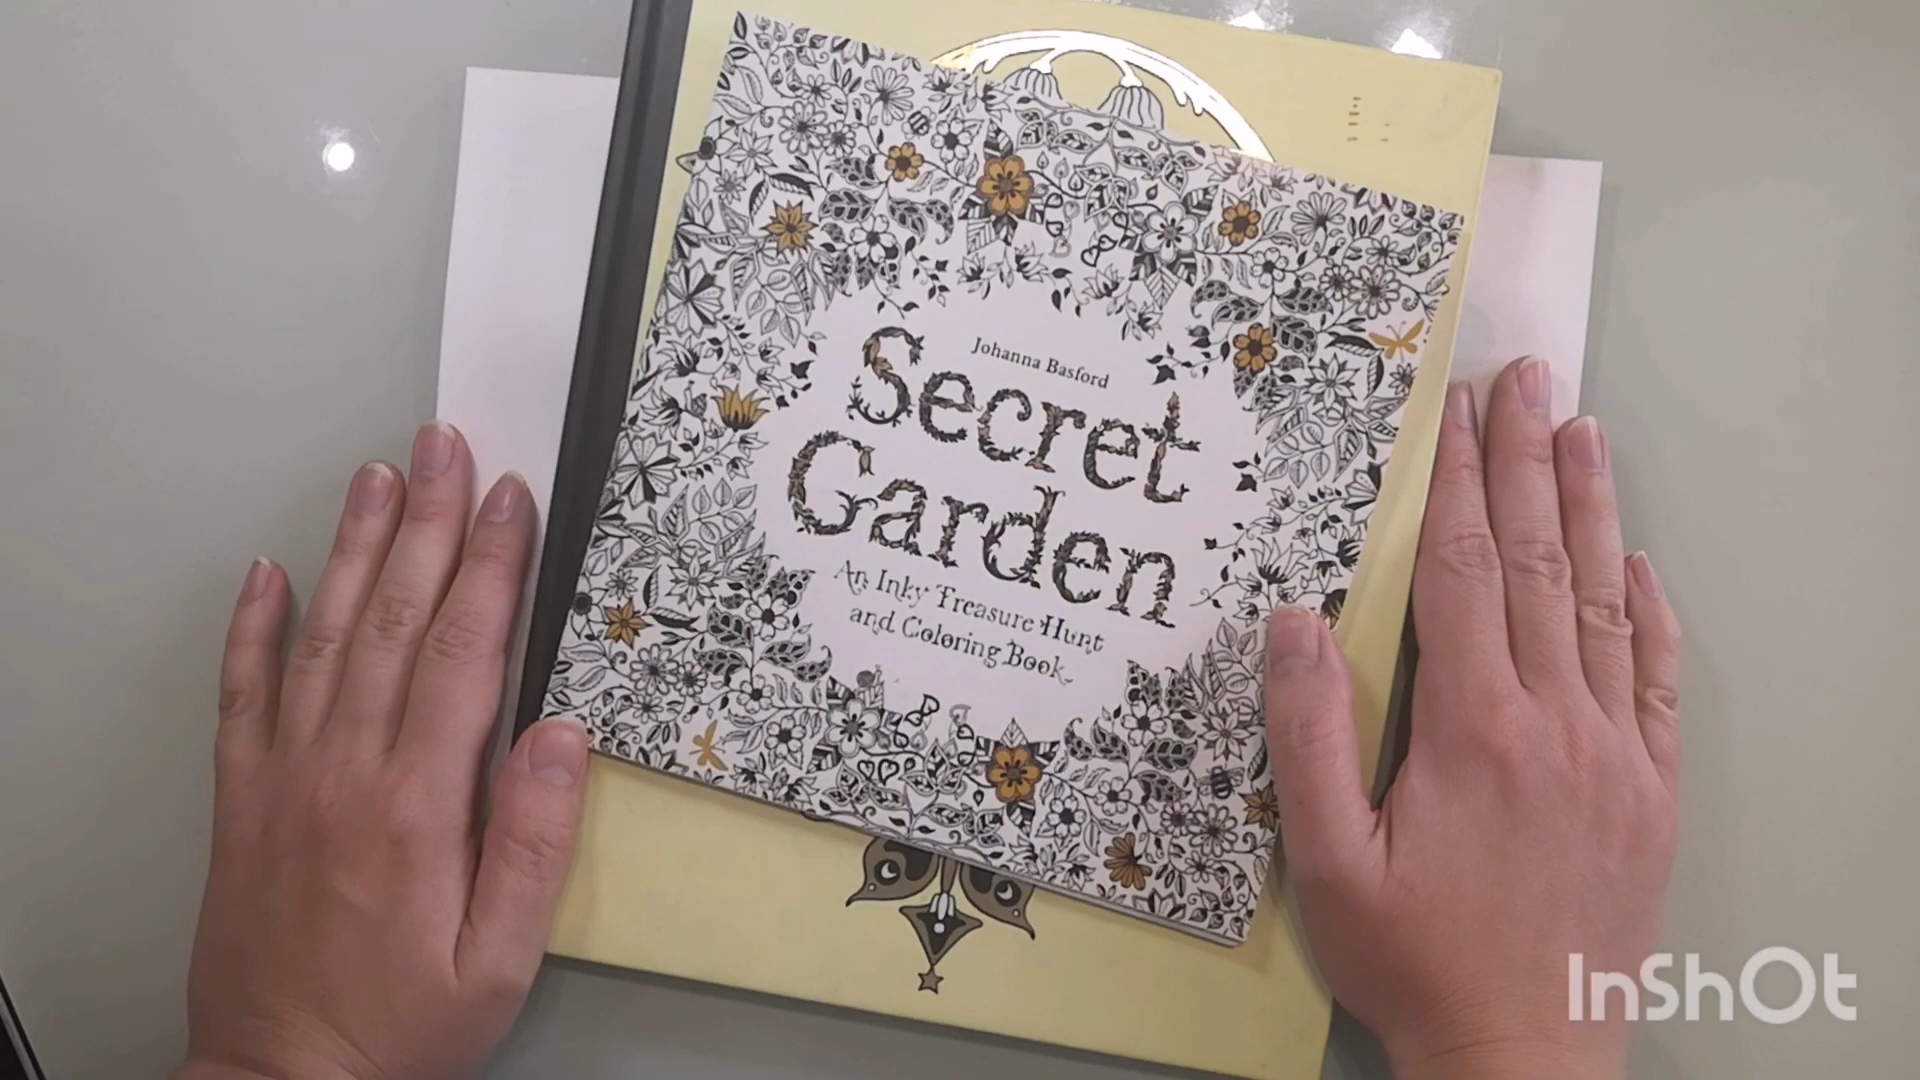 Johanna Basford
Secret
Garden
An Inky Treasure Hunt
and Coloring Book
InShOt